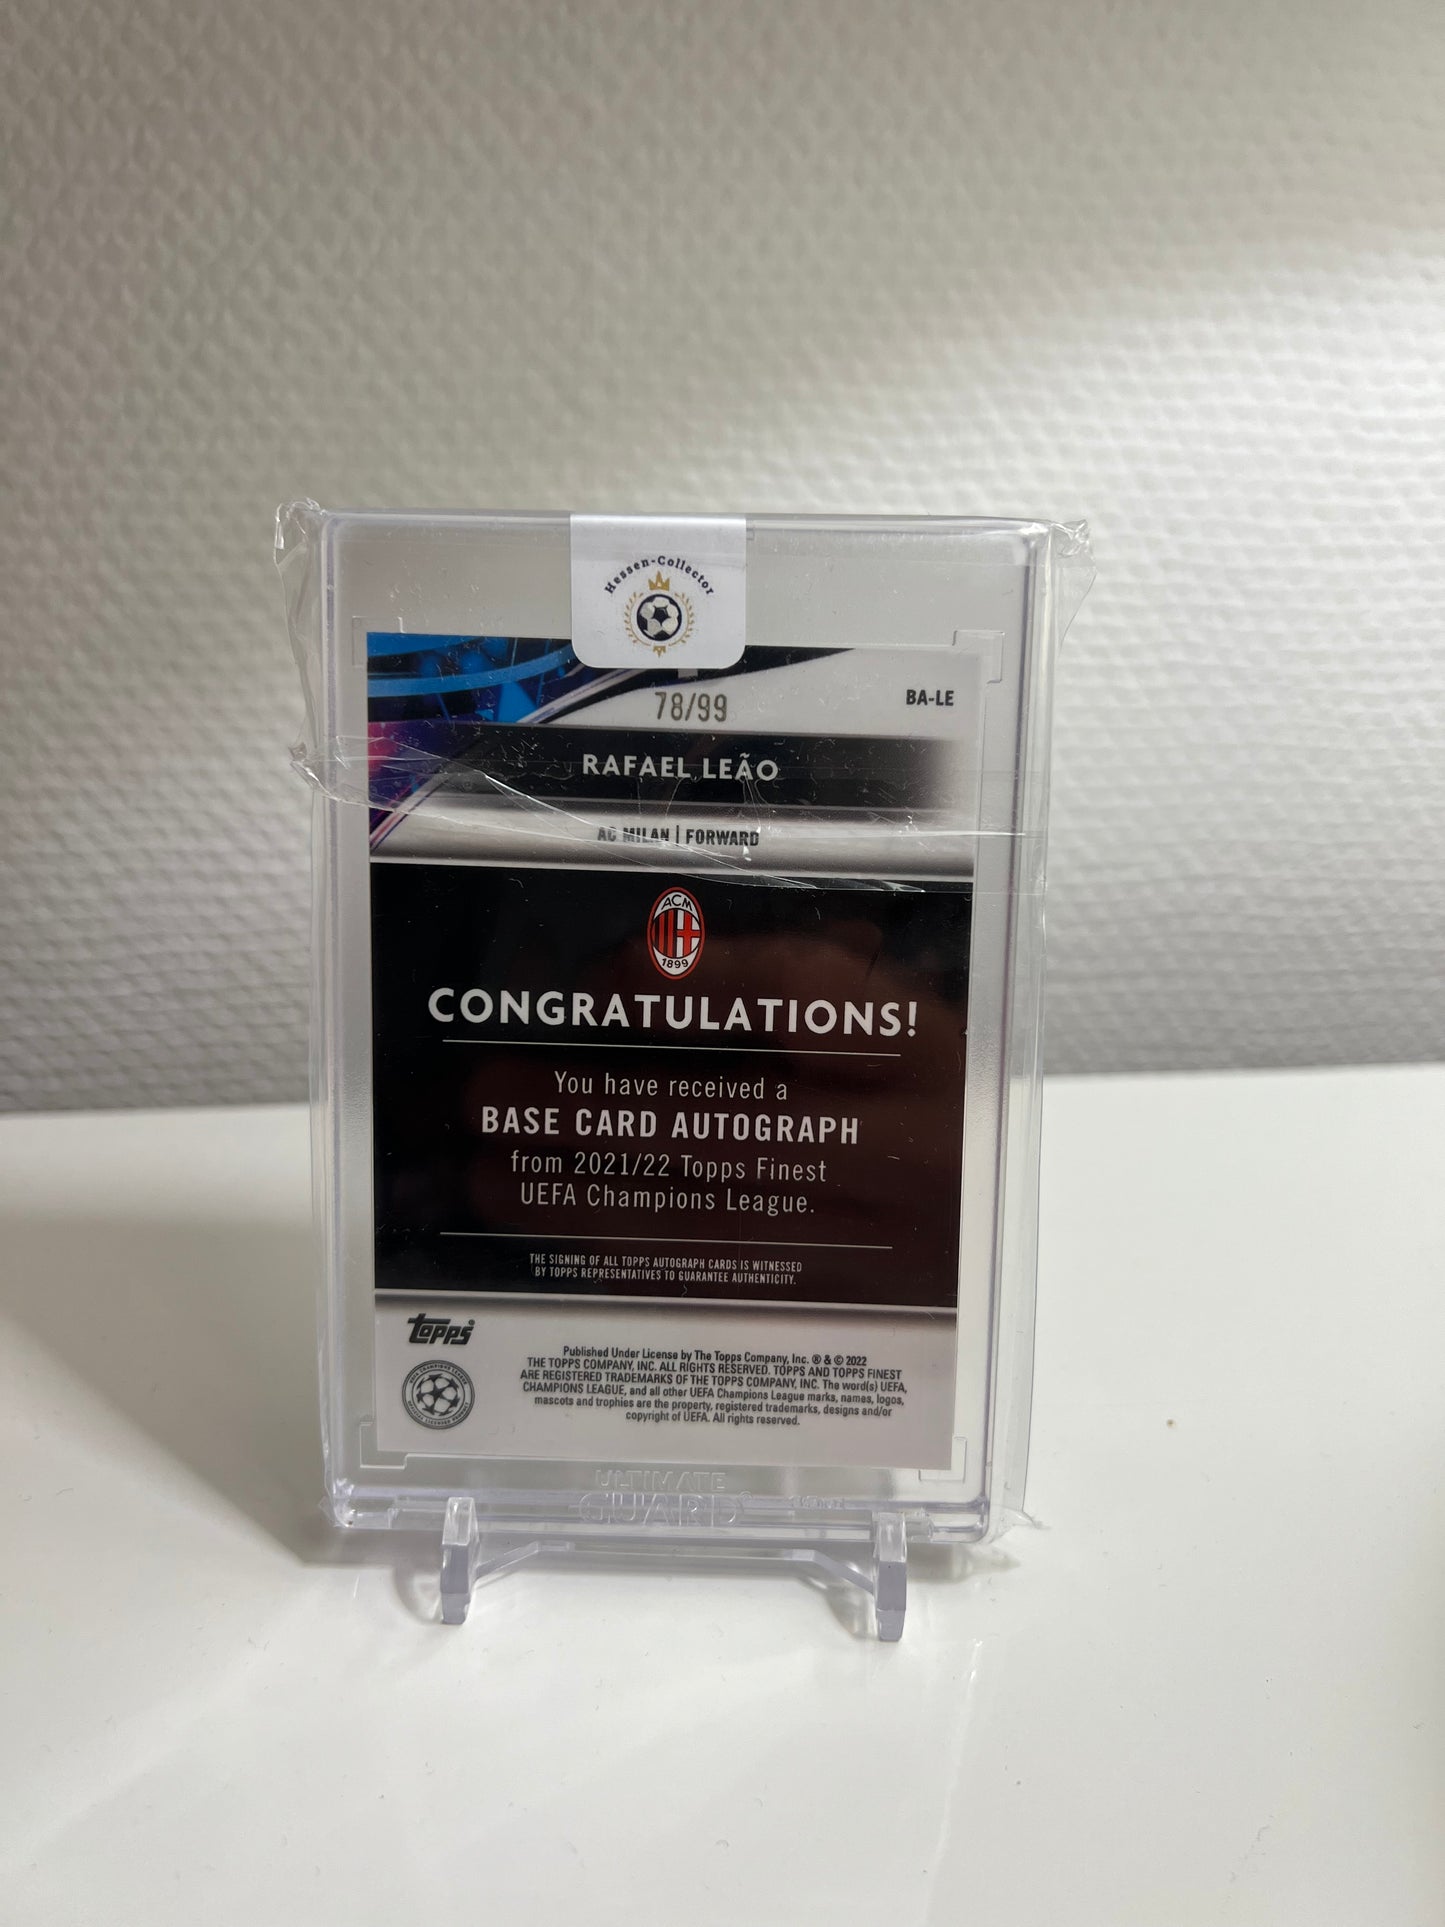 Hessen-Collector
78/99
BA-LE
RAFAEL LEÃO
AC MILAN | FORWARD
ACM
1899
CONGRATULATIONS!
You have received a
BASE CARD AUTOGRAPH
from 2021/22 Topps Finest
UEFA Champions League.
THE SIGNING OF ALL TOPPS AUTOGRAPH CARDS IS WITNESSED
BY TOPPS REPRESENTATIVES TO GUARANTEE AUTHENTICITY.
topps®
Published Under License by The Topps Company, Inc. ® & © 2022
THE TOPPS COMPANY, INC. ALL RIGHTS RESERVED. TOPPS AND TOPPS FINEST
ARE REGISTERED TRADEMARKS OF THE TOPPS COMPANY, INC. The word(s) UEFA,
CHAMPIONS LEAGUE, and all other UEFA Champions League marks, names, logos,
mascots and trophies are the property, registered trademarks, designs and/or
copyright of UEFA. All rights reserved.
ULTIMATE
GUARD®